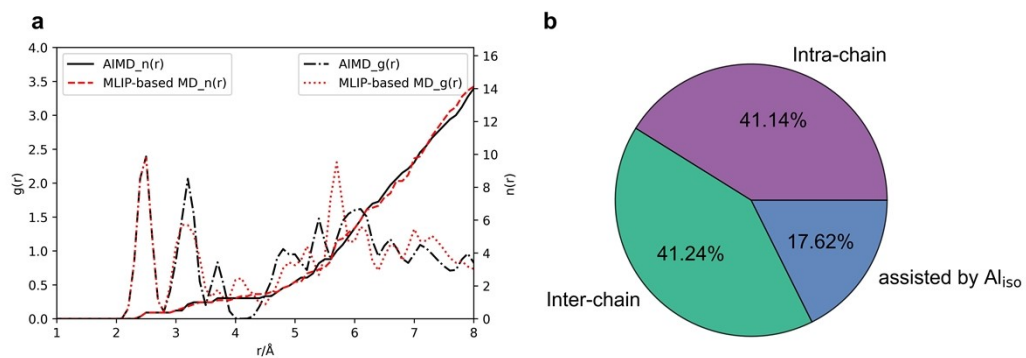 a
b
4.0
3.5
3.0
2.5
2.0
1.5
1.0
0.5
0.0
g(r)
AIMD_n(r)
MLIP-based MD_n(r)
AIMD_g(r)
MLIP-based MD_g(r)
16
14
12
10
8
6
4
2
0
n(r)
1 2 3 4 5 6 7 8
r/Å
Intra-chain
41.14%
41.24%
17.62%
Inter-chain
assisted by Aliso